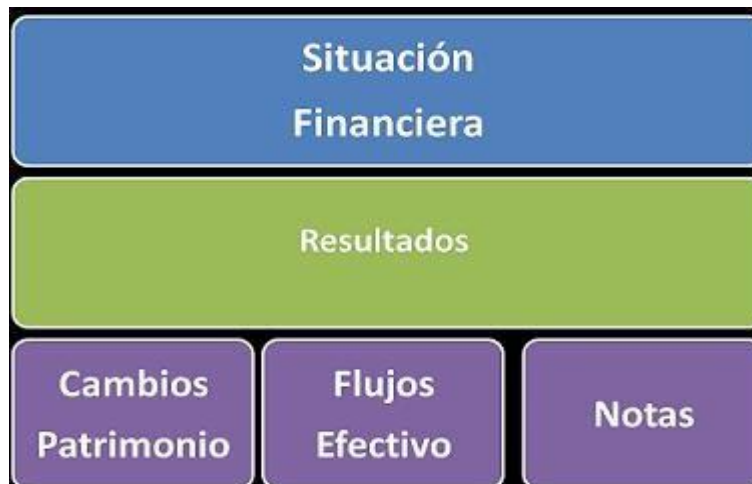 Situación
Financiera
Resultados
Cambios
Patrimonio
Flujos
Efectivo
Notas